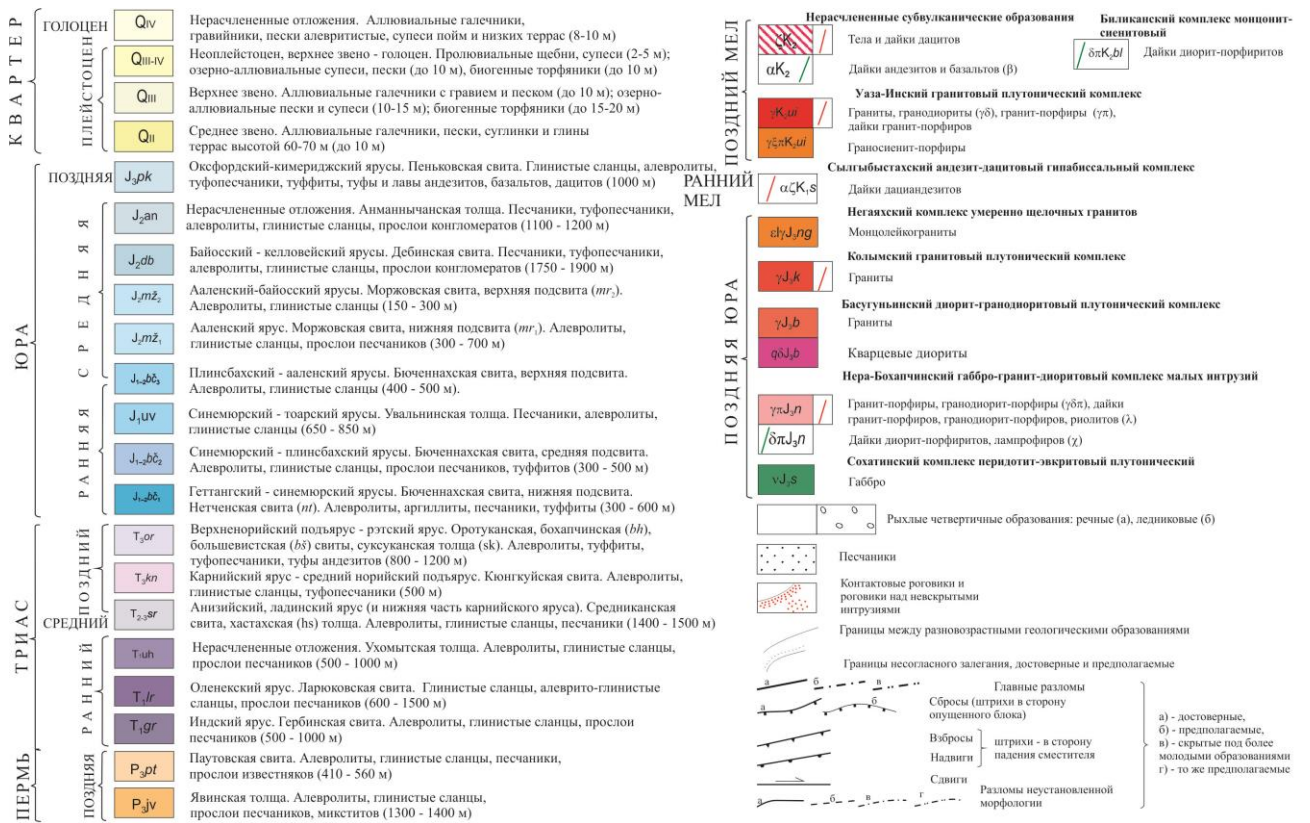 КВАРТЕР
ГОЛОЦЕН
ПЛЕЙСТОЦЕН
QIV
Нерасчлененные отложения. Аллювиальные галечники,
гравийники, пески алевритистые, супеси пойм и низких террас (8-10 м)
QIII-IV
Неоплейстоцен, верхнее звено - голоцен. Пролювиальные щебни, супеси (2-5 м);
озерно-аллювиальные супеси, пески (до 10 м), биогенные торфяники (до 10 м)
QIII
Верхнее звено. Аллювиальные галечники с гравием и песком (до 10 м); озерно-
аллювиальные пески и супеси (10-15 м); биогенные торфяники (до 15-20 м)
QII
Среднее звено. Аллювиальные галечники, пески, суглинки и глины
террас высотой 60-70 м (до 10 м)
ЮРА
ПОЗДНЯЯ
J3pk
Оксфордский-кимериджский ярусы. Пеньковская свита. Глинистые сланцы, алевролиты,
туфопесчаники, туффиты, туфы и лавы андезитов, базальтов, дацитов (1000 м)
СРЕДНЯЯ
J2an
Нерасчлененные отложения. Анманнычанская толща. Песчаники, туфопесчаники,
алевролиты, глинистые сланцы, прослои конгломератов (1100 - 1200 м)
J2db
Байосский - келловейский ярусы. Дебинская свита. Песчаники, туфопесчаники,
алевролиты, глинистые сланцы, прослои конгломератов (1750 - 1900 м)
J2mž2
Ааленский-байосский ярусы. Моржовская свита, верхняя подсвита (mr2).
Алевролиты, глинистые сланцы (150 - 300 м)
J2mž1
Ааленский ярус. Моржовская свита, нижняя подсвита (mr1). Алевролиты,
глинистые сланцы, прослои песчаников (300 - 700 м)
J1-2bč3
Плинсбахский - ааленский ярусы. Бюченнахская свита, верхняя подсвита.
Алевролиты, глинистые сланцы (400 - 500 м).
РАННЯЯ
J1uv
Синемюрский - тоарский ярусы. Увальнинская толща. Песчаники, алевролиты,
глинистые сланцы (650 - 850 м)
J1-2bč2
Синемюрский - плинсбахский ярусы. Бюченнахская свита, средняя подсвита.
Алевролиты, глинистые сланцы, прослои песчаников, туффитов (300 - 500 м)
J1-2bč1
Геттангский - синемюрский ярусы. Бюченнахская свита, нижняя подсвита.
Нетченская свита (nt). Алевролиты, аргиллиты, песчаники, туффиты (300 - 600 м)
ТРИАС
ПОЗДНИЙ
T3or
Верхненорийский подъярус - рэтский ярус. Оротуканская, бохапчинская (bh),
большевистская (bš) свиты, суксуканская толща (sk). Алевролиты, туффиты,
туфопесчаники, туфы андезитов (800 - 1200 м)
T3kn
Карнийский ярус - средний норийский подъярус. Кюнгкуйская свита. Алевролиты,
глинистые сланцы, туфопесчаники (500 м)
СРЕДНИЙ
T2-3sr
Анизийский, ладинский ярус (и нижняя часть карнийского яруса). Средниканская
свита, хастахская (hs) толща. Алевролиты, глинистые сланцы, песчаники (1400 - 1500 м)
РАННИЙ
T1uh
Нерасчлененные отложения. Ухомытская толща. Алевролиты, глинистые сланцы,
прослои песчаников (500 - 1000 м)
T1lr
Оленекский ярус. Ларюковская свита. Глинистые сланцы, алеврито-глинистые
сланцы, прослои песчаников (600 - 1500 м)
T1gr
Индский ярус. Гербинская свита. Алевролиты, глинистые сланцы, прослои
песчаников (500 - 1000 м)
ПЕРМЬ
ПОЗДНЯЯ
P3pt
Паутовская свита. Алевролиты, глинистые сланцы, песчаники,
прослои известняков (410 - 560 м)
P3jv
Явинская толща. Алевролиты, глинистые сланцы,
прослои песчаников, микститов (1300 - 1400 м)
ПОЗДНИЙ МЕЛ
Нерасчлененные субвулканические образования
ζK2
Тела и дайки дацитов
αK2
Дайки андезитов и базальтов (β)
Биликанский комплекс монцонит-
сиенитовый
δπK2bl
Дайки диорит-порфиритов
Уаза-Инский гранитовый плутонический комплекс
γK2ui
Граниты, гранодиориты (γδ), гранит-порфиры (γπ),
дайки гранит-порфиров
γξπK2ui
Граносиенит-порфиры
РАННИЙ
МЕЛ
Сылгыбыстахский андезит-дацитовый гипабиссальный комплекс
αζK1s
Дайки дациандезитов
ПОЗДНЯЯ ЮРА
Негаяхский комплекс умеренно щелочных гранитов
εlγJ3ng
Монцолейкограниты
Колымский гранитовый плутонический комплекс
γJ3k
Граниты
Басугуньинский диорит-гранодиоритовый плутонический комплекс
γJ3b
Граниты
qδJ3b
Кварцевые диориты
Нера-Бохапчинский габбро-гранит-диоритовый комплекс малых интрузий
γπJ3n
Гранит-порфиры, гранодиорит-порфиры (γδπ), дайки
гранит-порфиров, гранодиорит-порфиров, риолитов (λ)
δπJ3n
Дайки диорит-порфиритов, лампрофиров (χ)
Сохатинский комплекс перидотит-эвкритовый плутонический
νJ3s
Габбро
Рыхлые четвертичные образования: речные (а), ледниковые (б)
Песчаники
Контактовые роговики и
роговики над невскрытыми
интрузиями
Границы между разновозрастными геологическими образованиями
Границы несогласного залегания, достоверные и предполагаемые
а б в
Главные разломы
а б
Сбросы (штрихи в сторону
опущенного блока)
Взбросы
Надвиги
штрихи - в сторону
падения сместителя
Сдвиги
а б в г
Разломы неустановленной
морфологии
а) - достоверные,
б) - предполагаемые,
в) - скрытые под более
молодыми образованиями
г) - то же предполагаемые